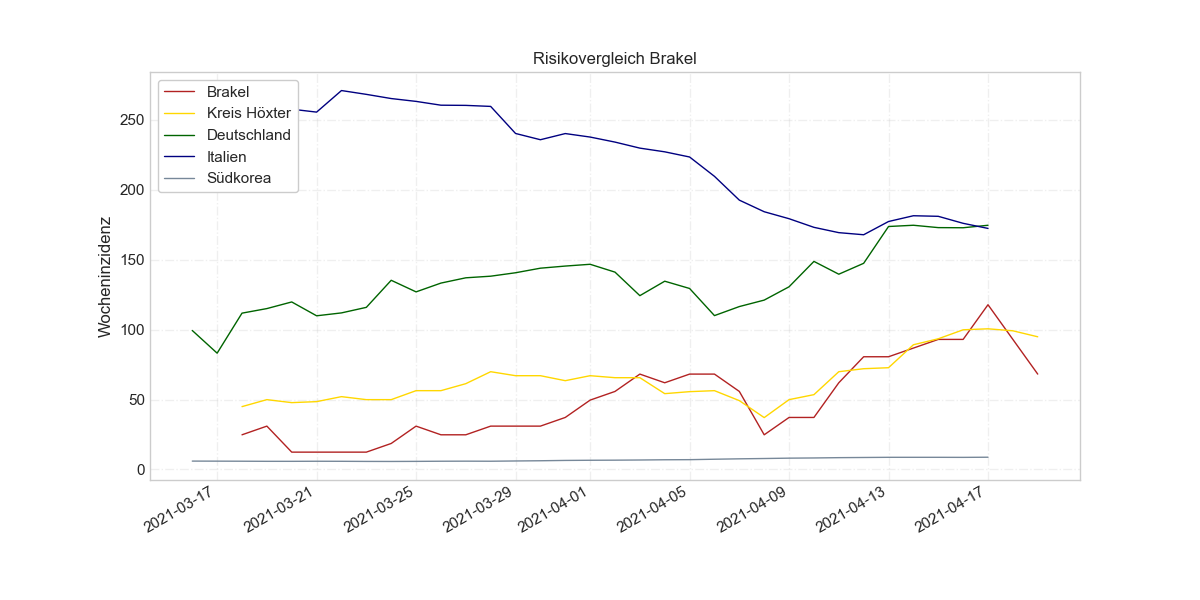 Risikovergleich Brakel
Brakel
Kreis Höxter
Deutschland
Italien
Südkorea
Wocheninzidenz
250
200
150
100
50
0
2021-03-17
2021-03-21
2021-03-25
2021-03-29
2021-04-01
2021-04-05
2021-04-09
2021-04-13
2021-04-17